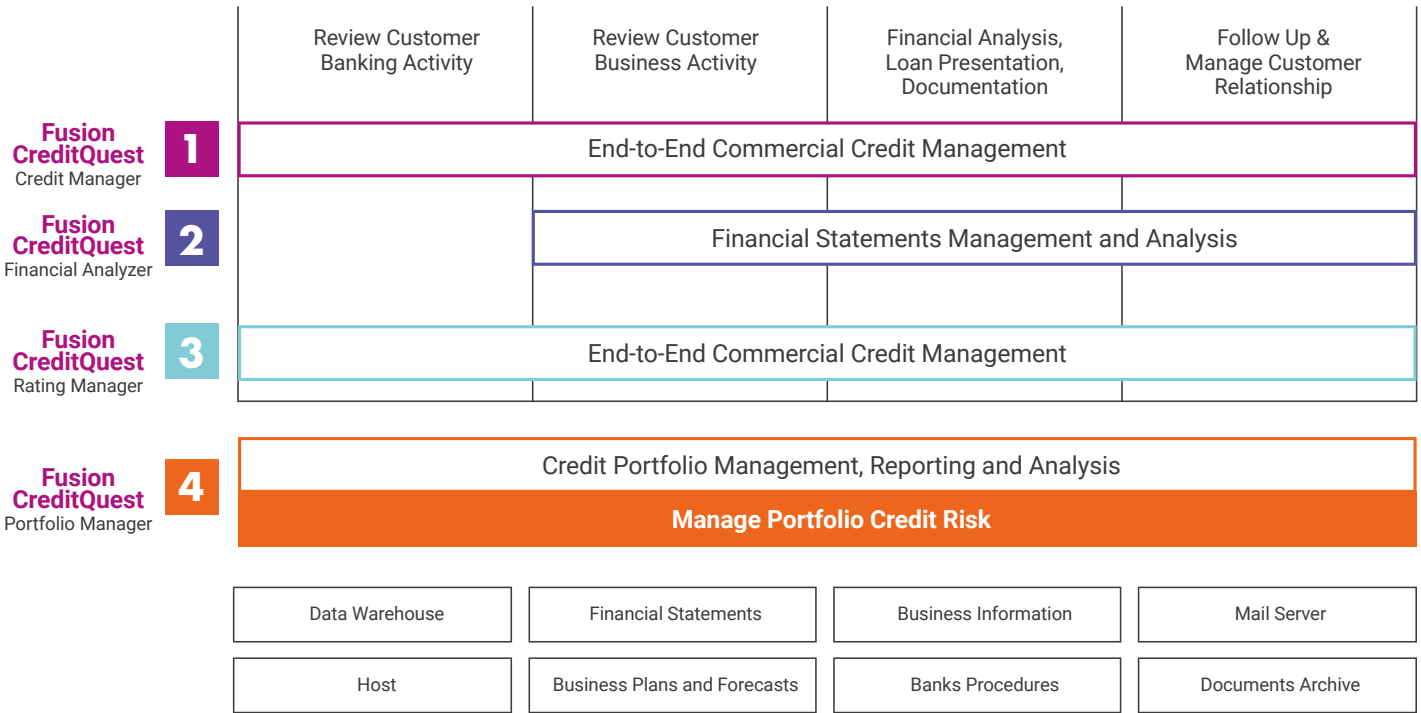 Review Customer
Banking Activity
Review Customer
Business Activity
Financial Analysis,
Loan Presentation,
Documentation
Follow Up &
Manage Customer
Relationship
Fusion
CreditQuest
Credit Manager
1
End-to-End Commercial Credit Management
Fusion
CreditQuest
Financial Analyzer
2
Financial Statements Management and Analysis
Fusion
CreditQuest
Rating Manager
3
End-to-End Commercial Credit Management
Fusion
CreditQuest
Portfolio Manager
4
Credit Portfolio Management, Reporting and Analysis
Manage Portfolio Credit Risk
Data Warehouse
Financial Statements
Business Information
Mail Server
Host
Business Plans and Forecasts
Banks Procedures
Documents Archive